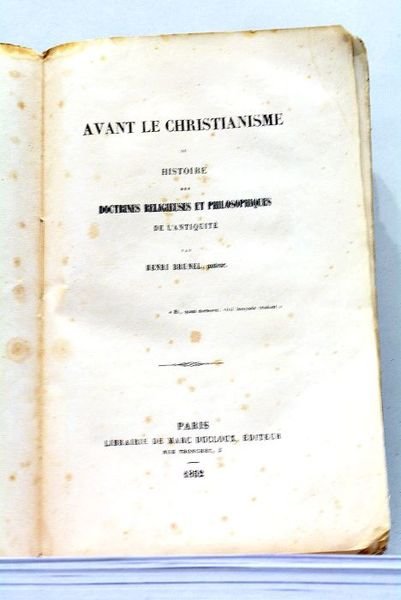 AVANT LE CHRISTIANISME
OU
HISTOIRE
DES
DOCTRINES RELIGIEUSES ET PHILOSOPHIQUES
DE L'ANTIQUITÉ
PAR
HENRI BRUNEL, pasteur.
PARIS
LIBRAIRIE DE MARC DUCLOUX, ÉDITEUR
RUE TRONCHET, 2
1852